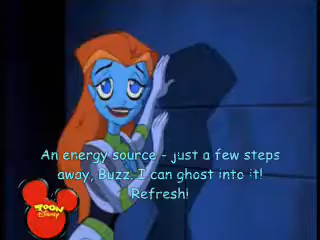 An energy source - just a few steps
away, Buzz. I can ghost into it!
Refresh!
TOON
Disney